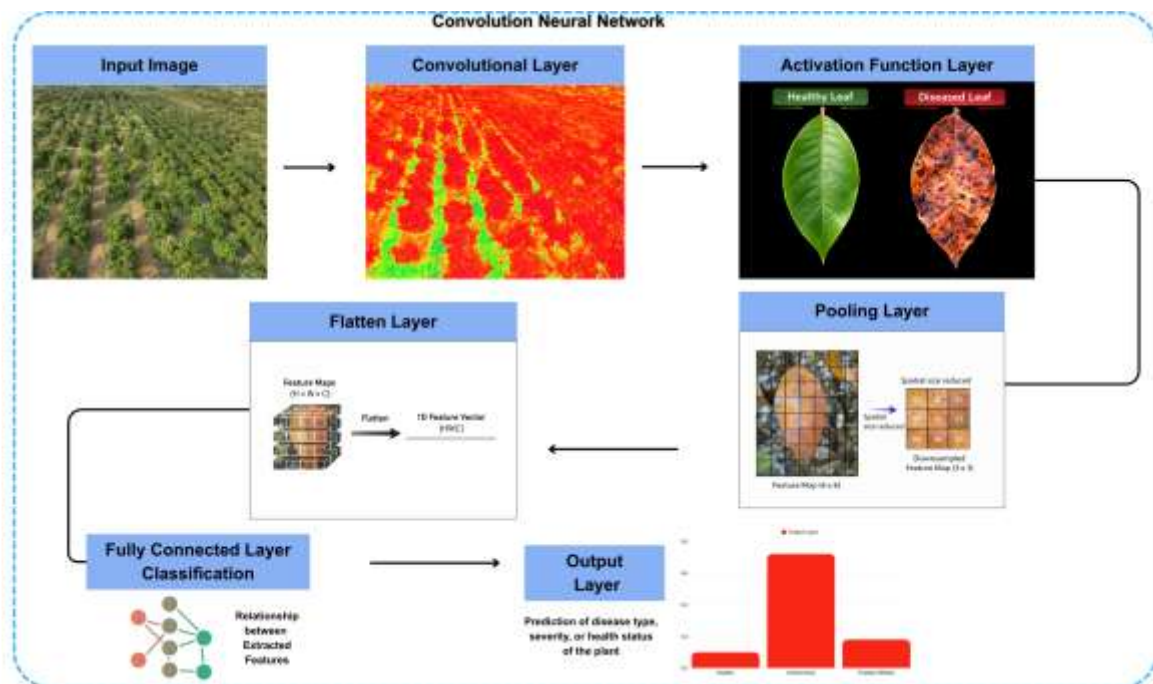 Convolution Neural Network
Input Image
Convolutional Layer
Activation Function Layer
Healthy Leaf
Diseased Leaf
Flatten Layer
Feature Maps
(H × W × C)
Flatten
1D Feature Vector
(HWC)
Pooling Layer
Spatial size reduced
Spatial
size reduced
Downsampled
Feature Map (3 x 3)
Feature Map (6 x 6)
Fully Connected Layer
Classification
Relationship
between
Extracted
Features
Output
Layer
Prediction of disease type,
severity, or health status
of the plant